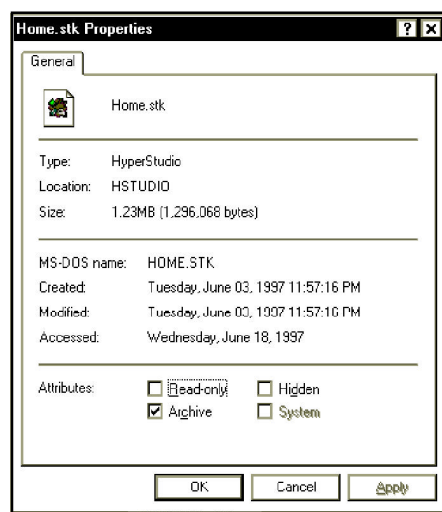 Home.stk Properties
General
Home.stk
Type: HyperStudio
Location: HSTUDIO
Size: 1.23MB (1,296,068 bytes)
MS-DOS name: HOME.STK
Created: Tuesday, June 03, 1997 11:57:16 PM
Modified: Tuesday, June 03, 1997 11:57:16 PM
Accessed: Wednesday, June 18, 1997
Attributes: Read-only Hidden
Archive System
OK Cancel Apply